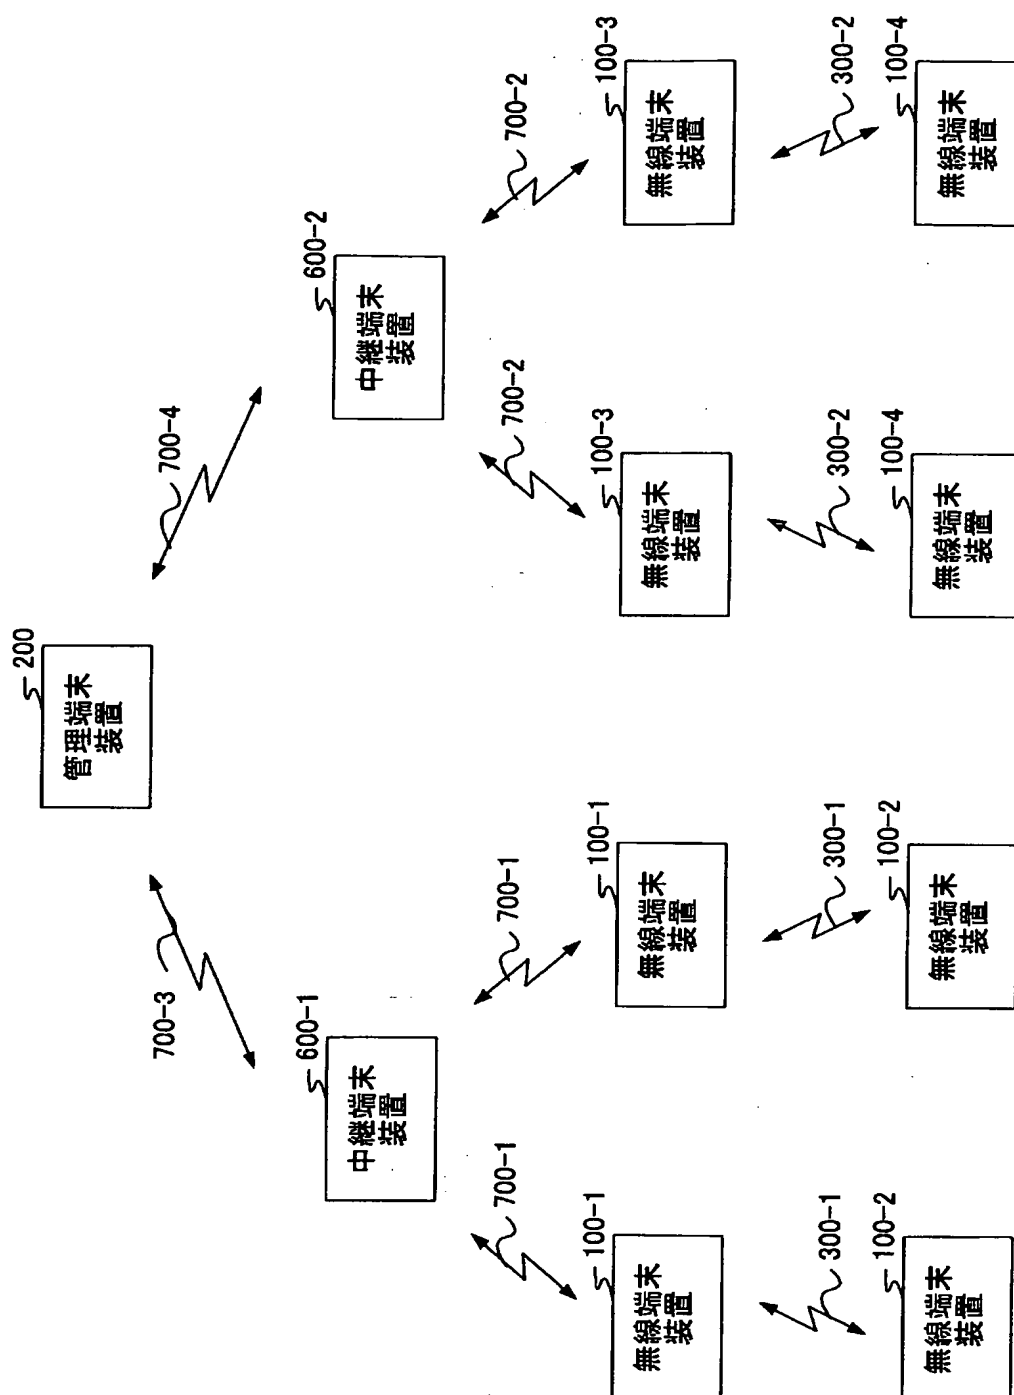 200
管理端末
装置
700-3
700-4
600-1
中継端末
装置
600-2
中継端末
装置
700-1
700-1
700-2
700-2
100-1
無線端末
装置
100-1
無線端末
装置
100-3
無線端末
装置
100-3
無線端末
装置
300-1
300-1
300-2
300-2
100-2
無線端末
装置
100-2
無線端末
装置
100-4
無線端末
装置
100-4
無線端末
装置